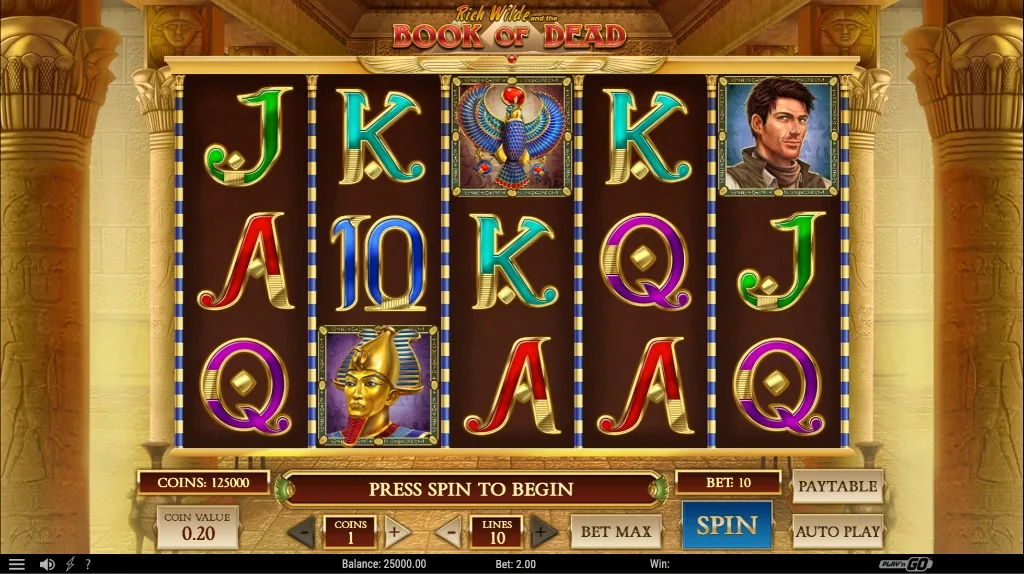 Rich Wilde and the
BOOK OF DEAD
J K K
A 10 K Q J
Q A A Q
COINS: 125000
PRESS SPIN TO BEGIN
BET: 10
PAYTABLE
COIN VALUE
0.20
- COINS
1 +
- LINES
10 +
BET MAX
SPIN
AUTO PLAY
?
Balance: 25000.00 Bet: 2.00 Win:
PLAY'n GO